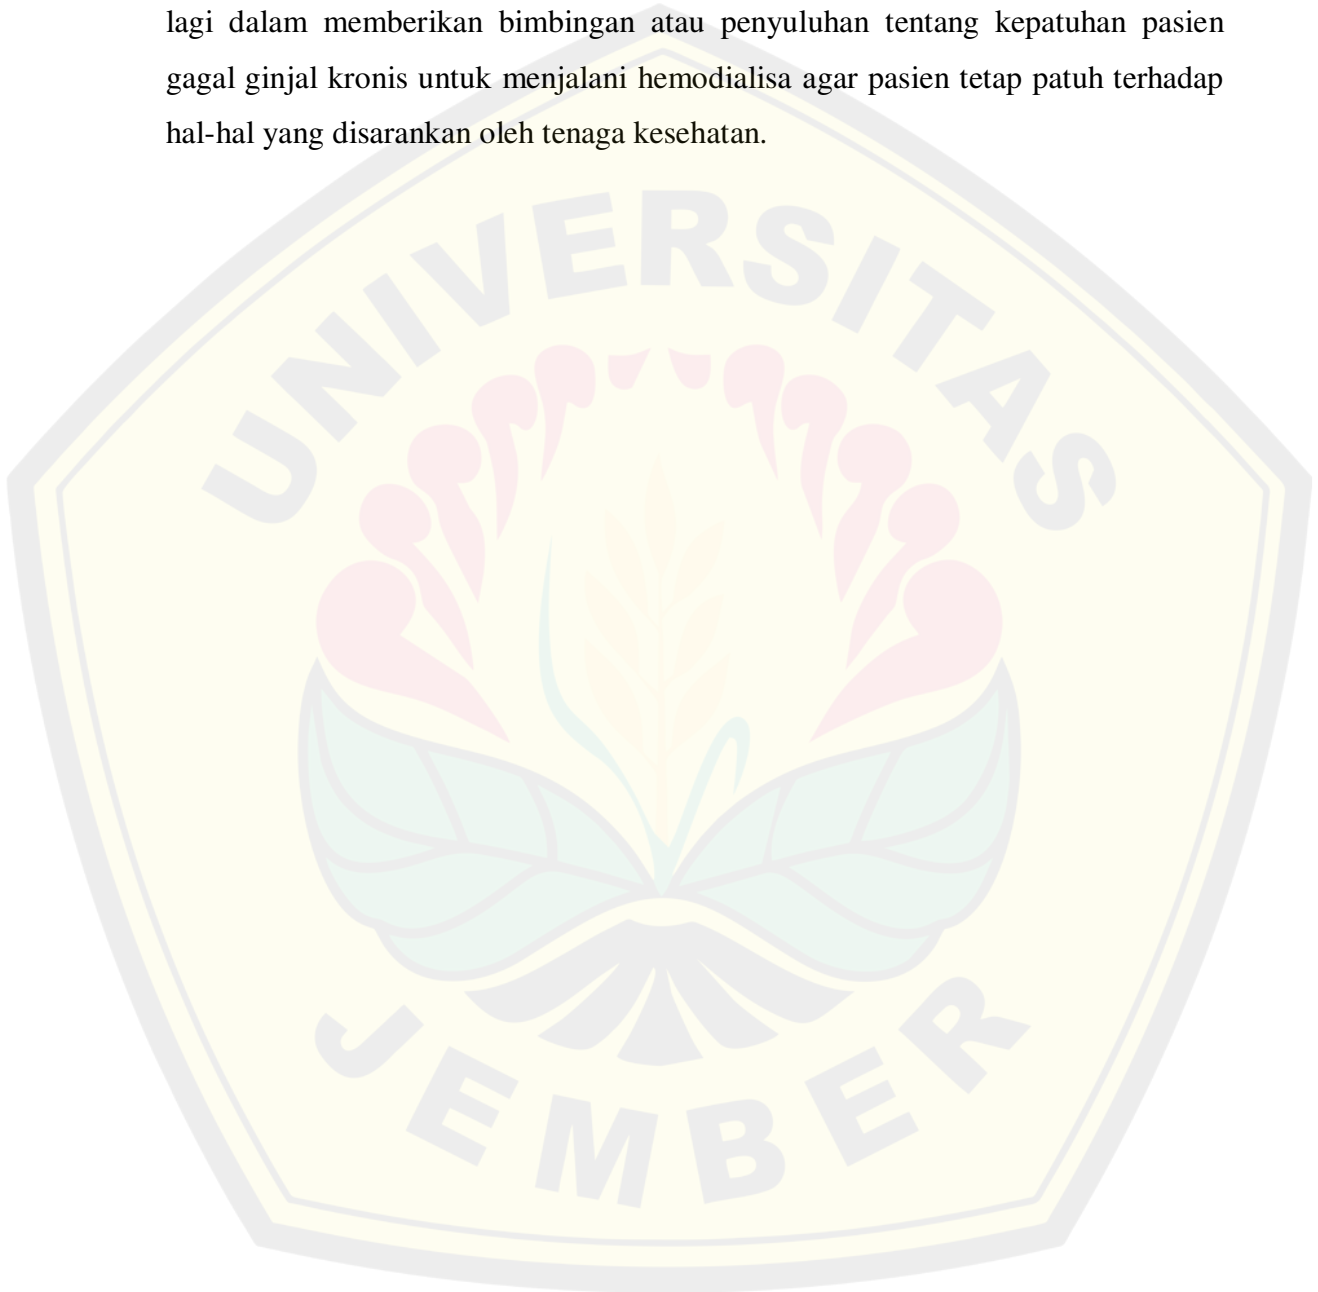 lagi dalam memberikan bimbingan atau penyuluhan tentang kepatuhan pasien
gagal ginjal kronis untuk menjalani hemodialisa agar pasien tetap patuh terhadap
hal-hal yang disarankan oleh tenaga kesehatan.
UNIVERSITAS
JEMBER